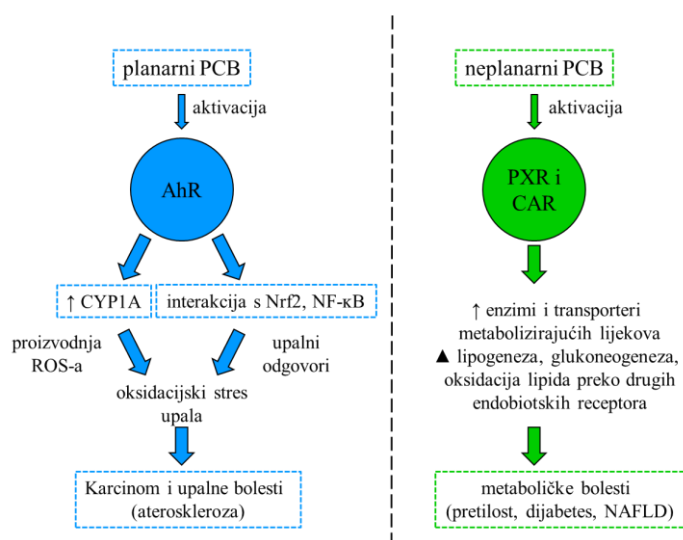 planarni PCB
aktivacija
AhR
↑ CYP1A
interakcija s Nrf2, NF-κB
proizvodnja
ROS-a
upalni
odgovori
oksidacijski stres
upala
Karcinom i upalne bolesti
(ateroskleroza)
neplanarni PCB
aktivacija
PXR i
CAR
↑ enzimi i transporteri
metabolizirajućih lijekova
▲ lipogeneza, glukoneogeneza,
oksidacija lipida preko drugih
endobiotskih receptora
metaboličke bolesti
(pretilost, dijabetes, NAFLD)